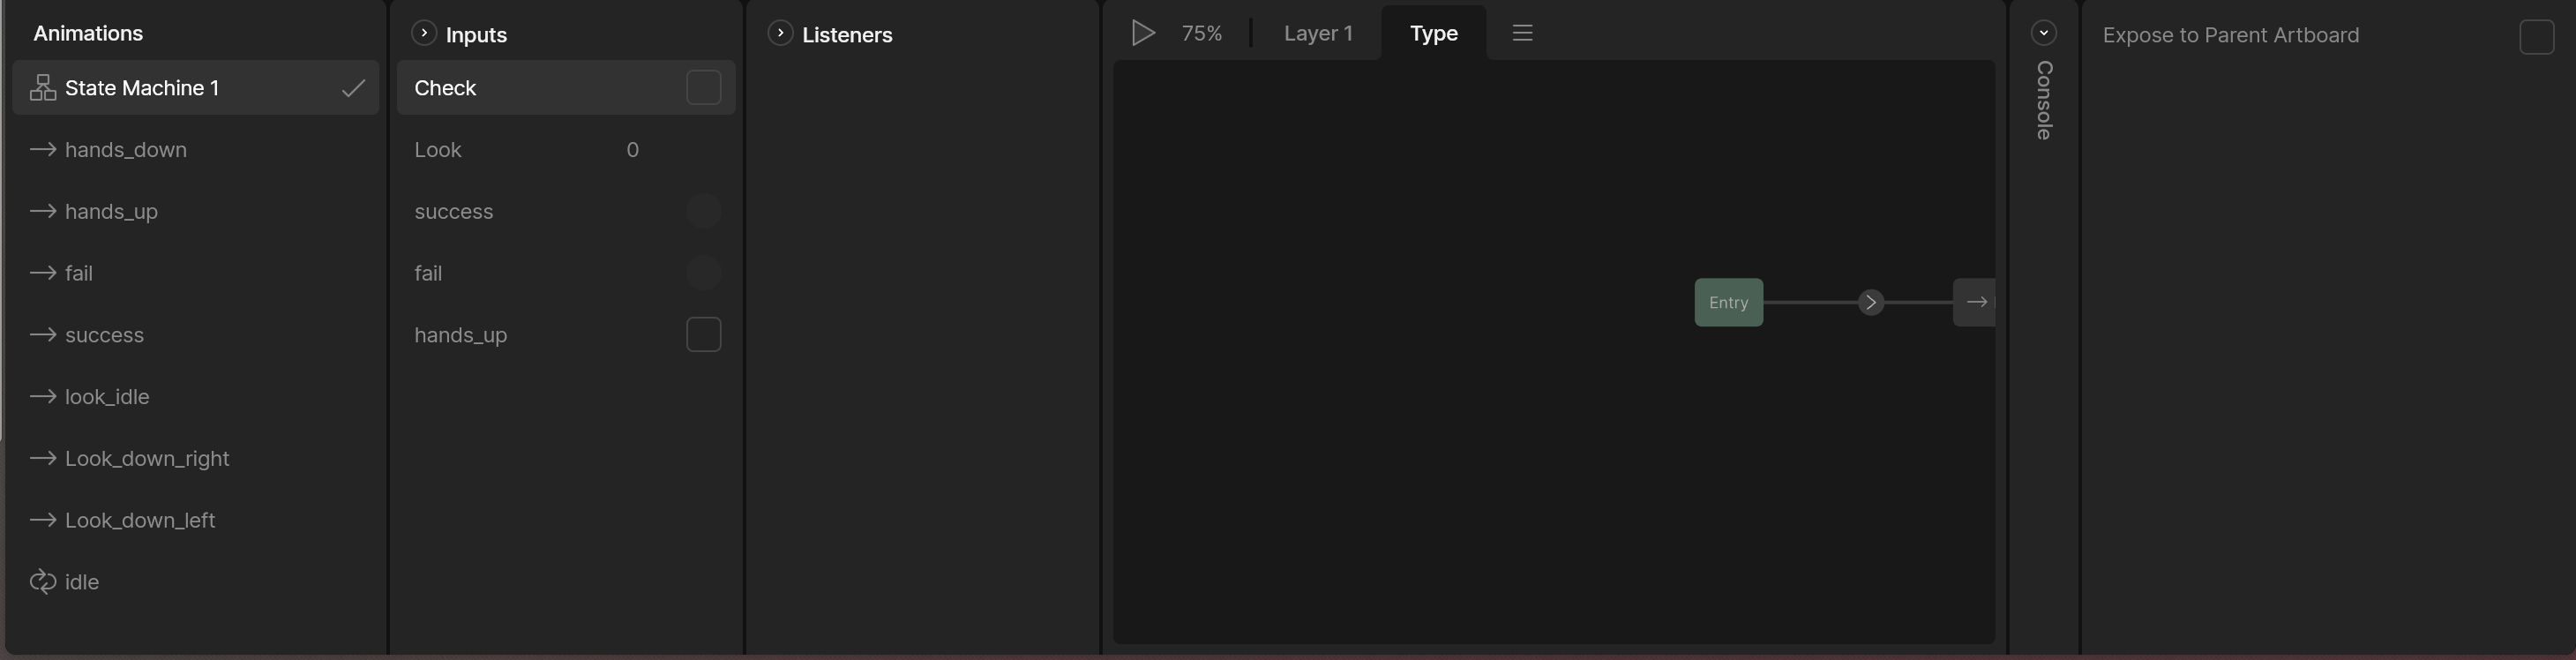 Animations
State Machine 1
hands_down
hands_up
fail
success
look_idle
Look_down_right
Look_down_left
idle
Inputs
Check
Look 0
success
fail
hands_up
Listeners
75% Layer 1 Type
Entry
Console
Expose to Parent Artboard